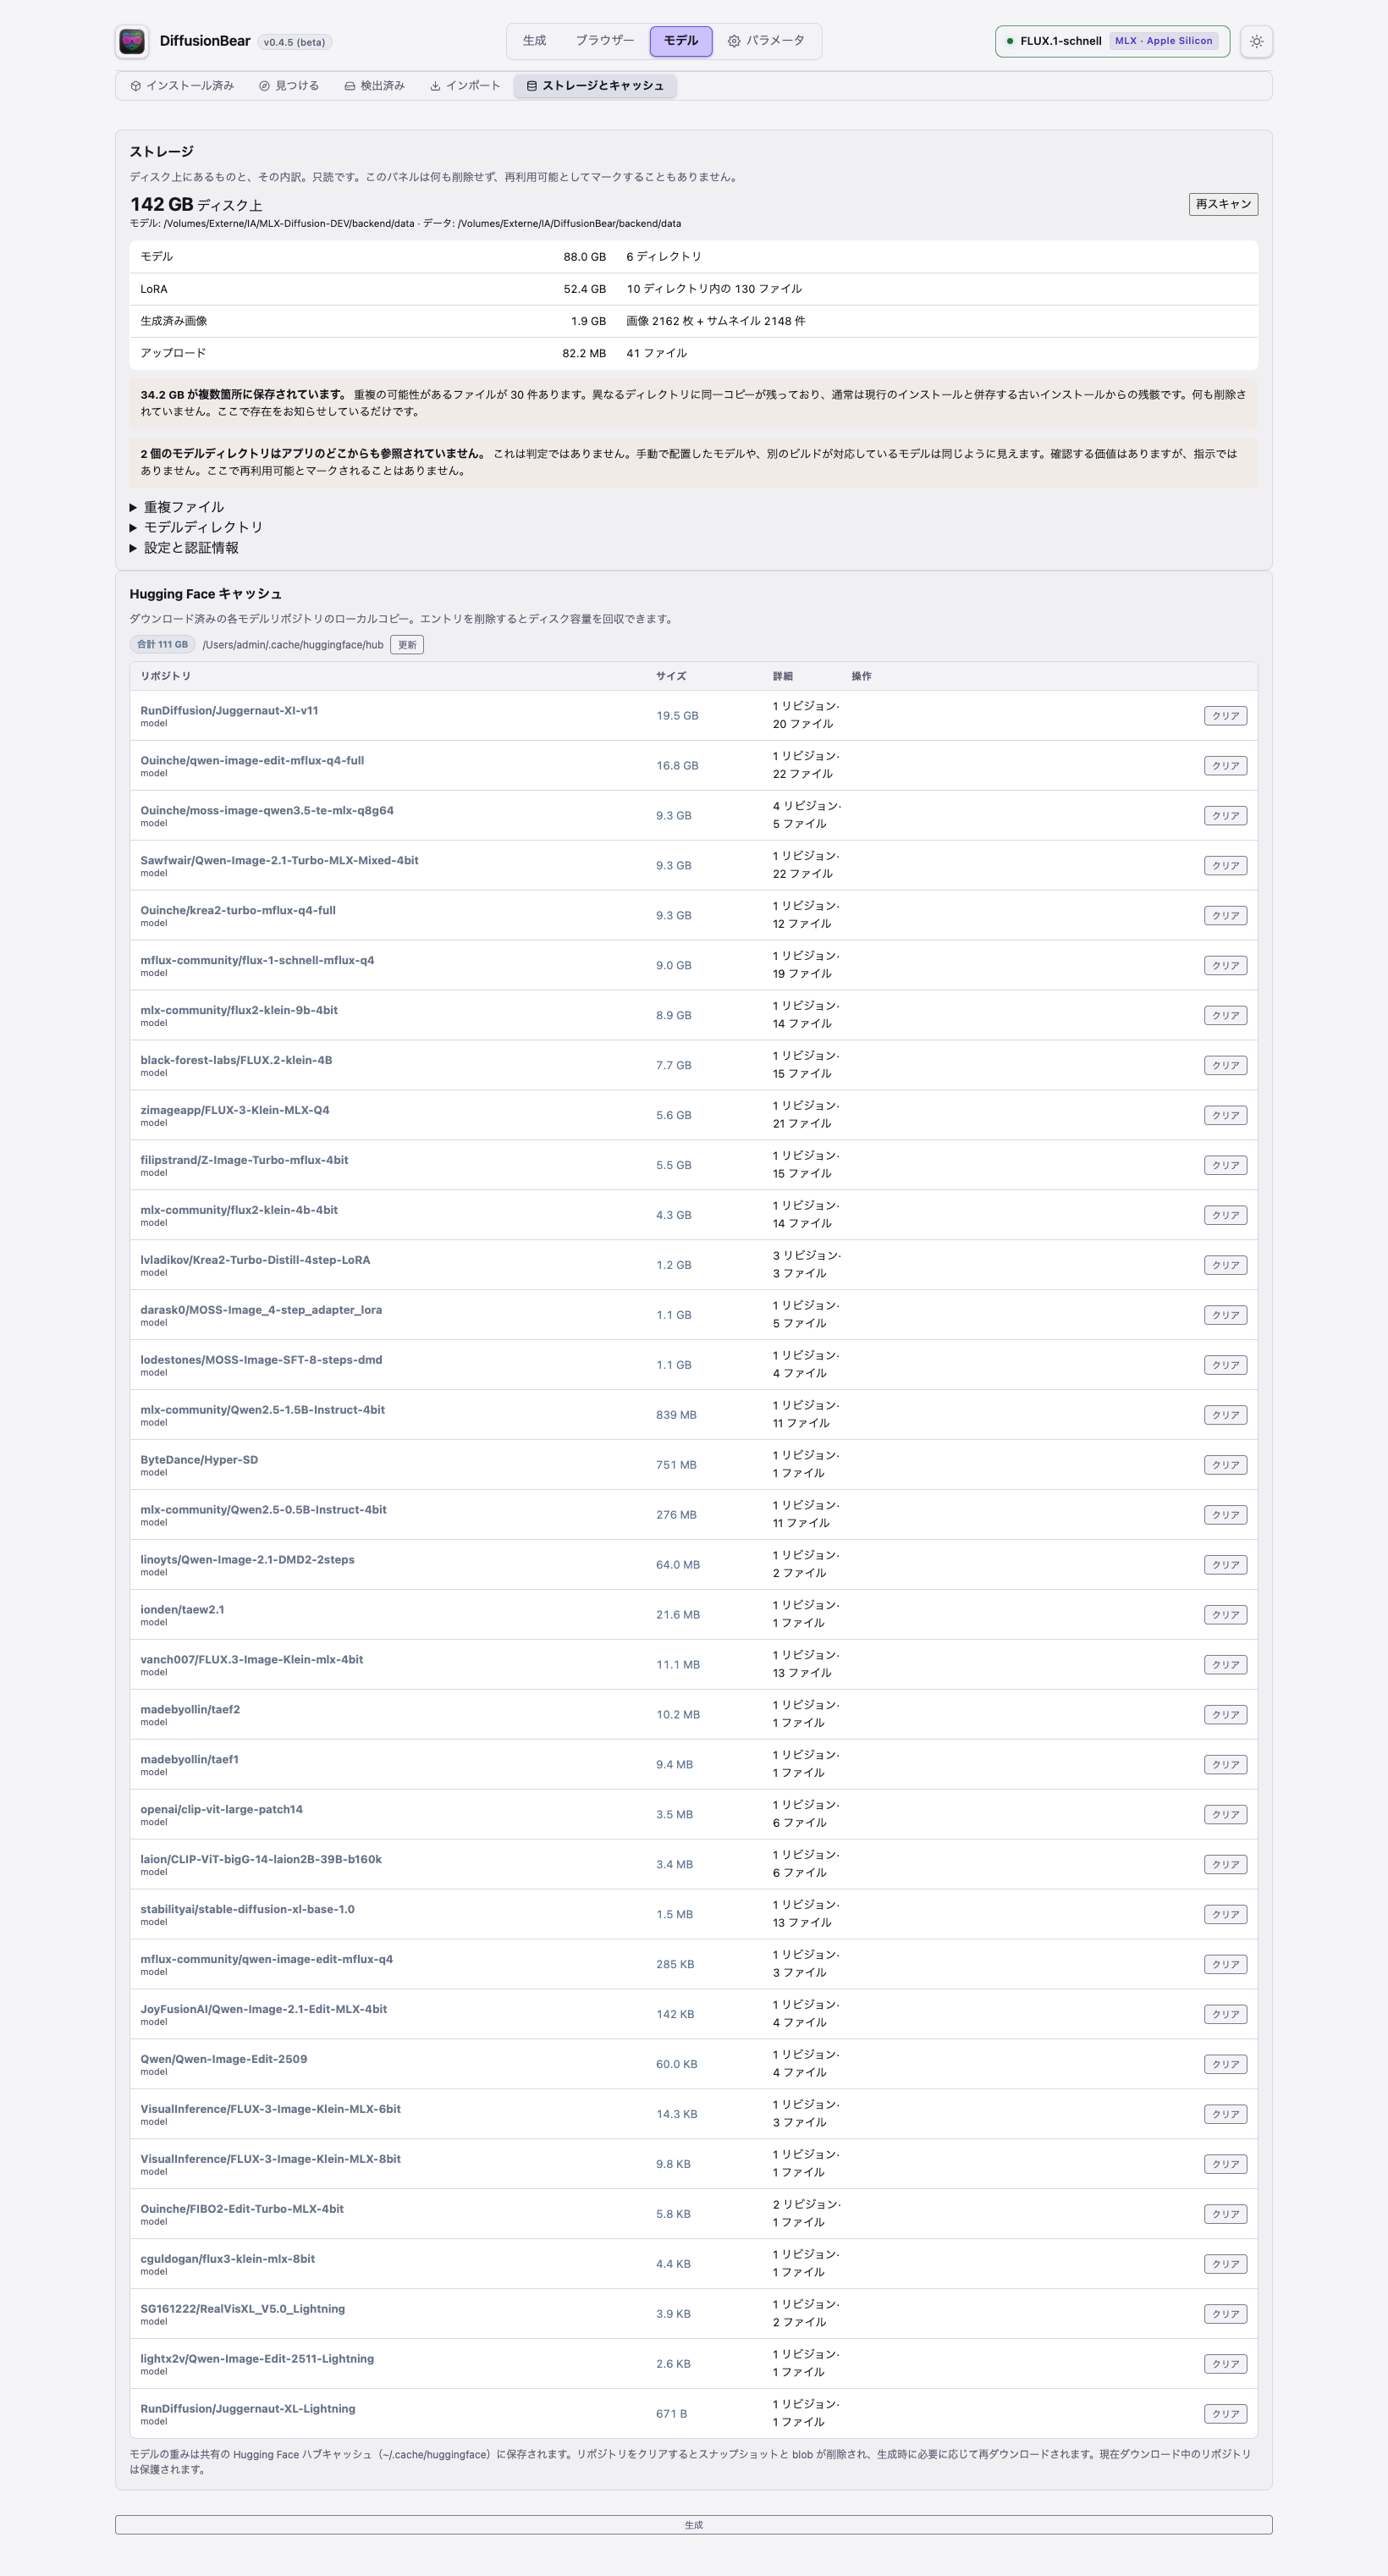 DiffusionBear v0.4.5 (beta)
生成 ブラウザー モデル パラメータ
FLUX.1-schnell MLX · Apple Silicon
インストール済み 見つける 検出済み インポート ストレージとキャッシュ
ストレージ
ディスク上にあるものと、その内訳。只読です。このパネルは何も削除せず、再利用可能としてマークすることもありません。
142 GB ディスク上
再スキャン
モデル: /Volumes/Externe/IA/MLX-Diffusion-DEV/backend/data · データ: /Volumes/Externe/IA/DiffusionBear/backend/data
モデル 88.0 GB 6 ディレクトリ
LoRA 52.4 GB 10 ディレクトリ内の 130 ファイル
生成済み画像 1.9 GB 画像 2162 枚 + サムネイル 2148 件
アップロード 82.2 MB 41 ファイル
34.2 GB が複数箇所に保存されています。 重複の可能性があるファイルが 30 件あります。異なるディレクトリに同一コピーが残っており、通常は現行のインストールと併存する古いインストールからの残骸です。何も削除さ
れていません。ここで存在をお知らせしているだけです。
2 個のモデルディレクトリはアプリのどこからも参照されていません。 これは判定ではありません。手動で配置したモデルや、別のビルドが対応しているモデルは同じように見えます。確認する価値はありますが、指示では
ありません。ここで再利用可能とマークされることはありません。
▶ 重複ファイル
▶ モデルディレクトリ
▶ 設定と認証情報
Hugging Face キャッシュ
ダウンロード済みの各モデルリポジトリのローカルコピー。エントリを削除するとディスク容量を回収できます。
合計 111 GB /Users/admin/.cache/huggingface/hub 更新
リポジトリ サイズ 詳細 操作
RunDiffusion/Juggernaut-XI-v11
model
19.5 GB
1 リビジョン·
20 ファイル
クリア
Ouinche/qwen-image-edit-mflux-q4-full
model
16.8 GB
1 リビジョン·
22 ファイル
クリア
Ouinche/moss-image-qwen3.5-te-mlx-q8g64
model
9.3 GB
4 リビジョン·
5 ファイル
クリア
Sawfwair/Qwen-Image-2.1-Turbo-MLX-Mixed-4bit
model
9.3 GB
1 リビジョン·
22 ファイル
クリア
Ouinche/krea2-turbo-mflux-q4-full
model
9.3 GB
1 リビジョン·
12 ファイル
クリア
mflux-community/flux-1-schnell-mflux-q4
model
9.0 GB
1 リビジョン·
19 ファイル
クリア
mlx-community/flux2-klein-9b-4bit
model
8.9 GB
1 リビジョン·
14 ファイル
クリア
black-forest-labs/FLUX.2-klein-4B
model
7.7 GB
1 リビジョン·
15 ファイル
クリア
zimageapp/FLUX-3-Klein-MLX-Q4
model
5.6 GB
1 リビジョン·
21 ファイル
クリア
filipstrand/Z-Image-Turbo-mflux-4bit
model
5.5 GB
1 リビジョン·
15 ファイル
クリア
mlx-community/flux2-klein-4b-4bit
model
4.3 GB
1 リビジョン·
14 ファイル
クリア
lvladikov/Krea2-Turbo-Distill-4step-LoRA
model
1.2 GB
3 リビジョン·
3 ファイル
クリア
darask0/MOSS-Image_4-step_adapter_lora
model
1.1 GB
1 リビジョン·
5 ファイル
クリア
lodestones/MOSS-Image-SFT-8-steps-dmd
model
1.1 GB
1 リビジョン·
4 ファイル
クリア
mlx-community/Qwen2.5-1.5B-Instruct-4bit
model
839 MB
1 リビジョン·
11 ファイル
クリア
ByteDance/Hyper-SD
model
751 MB
1 リビジョン·
1 ファイル
クリア
mlx-community/Qwen2.5-0.5B-Instruct-4bit
model
276 MB
1 リビジョン·
11 ファイル
クリア
linoyts/Qwen-Image-2.1-DMD2-2steps
model
64.0 MB
1 リビジョン·
2 ファイル
クリア
ionden/taew2.1
model
21.6 MB
1 リビジョン·
1 ファイル
クリア
vanch007/FLUX.3-Image-Klein-mlx-4bit
model
11.1 MB
1 リビジョン·
13 ファイル
クリア
madebyollin/taef2
model
10.2 MB
1 リビジョン·
1 ファイル
クリア
madebyollin/taef1
model
9.4 MB
1 リビジョン·
1 ファイル
クリア
openai/clip-vit-large-patch14
model
3.5 MB
1 リビジョン·
6 ファイル
クリア
laion/CLIP-ViT-bigG-14-laion2B-39B-b160k
model
3.4 MB
1 リビジョン·
6 ファイル
クリア
stabilityai/stable-diffusion-xl-base-1.0
model
1.5 MB
1 リビジョン·
13 ファイル
クリア
mflux-community/qwen-image-edit-mflux-q4
model
285 KB
1 リビジョン·
3 ファイル
クリア
JoyFusionAI/Qwen-Image-2.1-Edit-MLX-4bit
model
142 KB
1 リビジョン·
4 ファイル
クリア
Qwen/Qwen-Image-Edit-2509
model
60.0 KB
1 リビジョン·
4 ファイル
クリア
VisualInference/FLUX-3-Image-Klein-MLX-6bit
model
14.3 KB
1 リビジョン·
3 ファイル
クリア
VisualInference/FLUX-3-Image-Klein-MLX-8bit
model
9.8 KB
1 リビジョン·
1 ファイル
クリア
Ouinche/FIBO2-Edit-Turbo-MLX-4bit
model
5.8 KB
2 リビジョン·
1 ファイル
クリア
cguldogan/flux3-klein-mlx-8bit
model
4.4 KB
1 リビジョン·
1 ファイル
クリア
SG161222/RealVisXL_V5.0_Lightning
model
3.9 KB
1 リビジョン·
2 ファイル
クリア
lightx2v/Qwen-Image-Edit-2511-Lightning
model
2.6 KB
1 リビジョン·
1 ファイル
クリア
RunDiffusion/Juggernaut-XL-Lightning
model
671 B
1 リビジョン·
1 ファイル
クリア
モデルの重みは共有の Hugging Face ハブキャッシュ（~/.cache/huggingface）に保存されます。リポジトリをクリアするとスナップショットと blob が削除され、生成時に必要に応じて再ダウンロードされます。現在ダウンロード中のリポジトリ
は保護されます。
生成